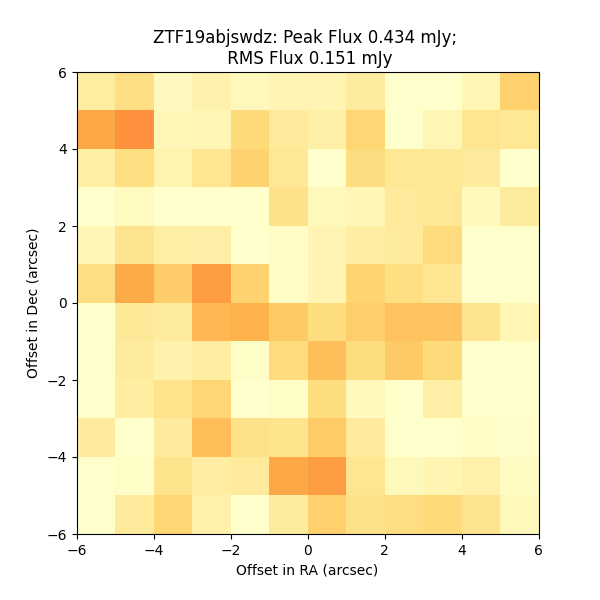 ZTF19abjswdz: Peak Flux 0.434 mJy;
RMS Flux 0.151 mJy
6
4
2
0
−2
−4
−6
Offset in Dec (arcsec)
−6 −4 −2 0 2 4 6
Offset in RA (arcsec)